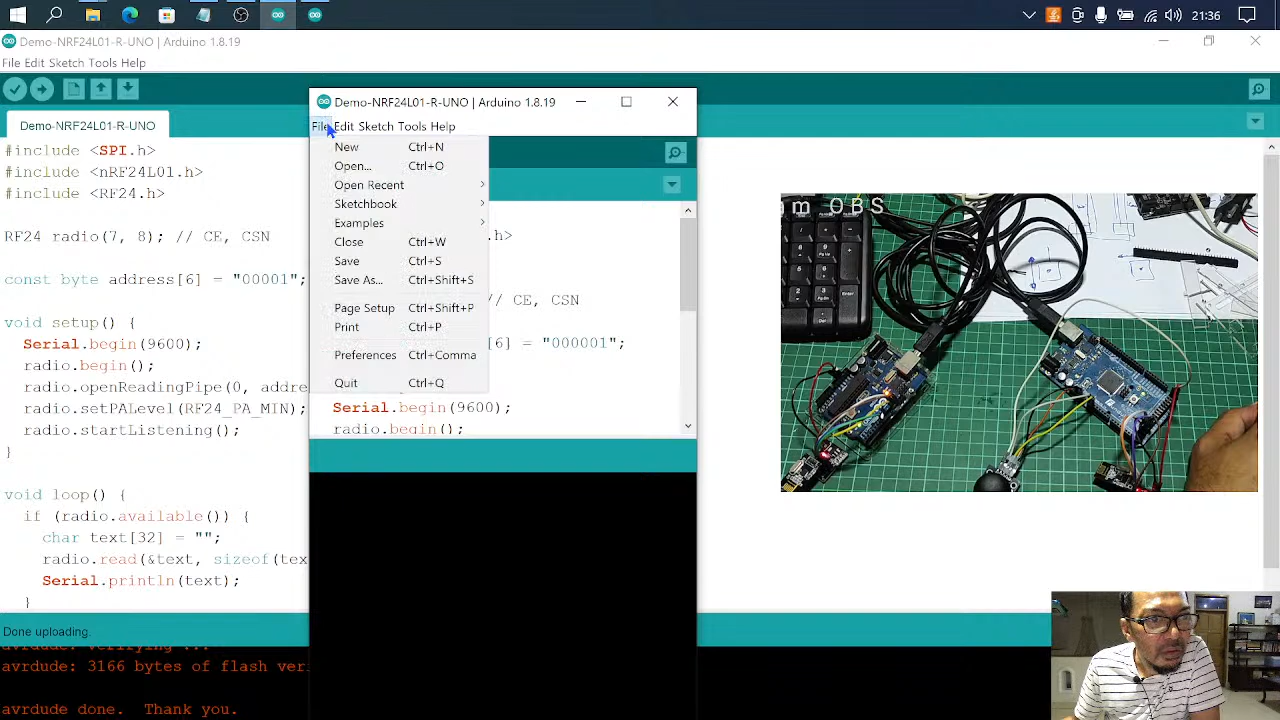 21:36
Demo-NRF24L01-R-UNO | Arduino 1.8.19
File Edit Sketch Tools Help
Demo-NRF24L01-R-UNO
#include <SPI.h>
#include <nRF24L01.h>
#include <RF24.h>
RF24 radio(7, 8); // CE, CSN
const byte address[6] = "00001";
void setup() {
Serial.begin(9600);
radio.begin();
radio.openReadingPipe(0, addre
radio.setPALevel(RF24_PA_MIN);
radio.startListening();
}
void loop() {
if (radio.available()) {
char text[32] = "";
radio.read(&text, sizeof(tex
Serial.println(text);
}
Done uploading.
avrdude: verifying ...
avrdude: 3166 bytes of flash veri
avrdude done.  Thank you.
Demo-NRF24L01-R-UNO | Arduino 1.8.19
File Edit Sketch Tools Help
New Ctrl+N
Open... Ctrl+O
Open Recent
Sketchbook
Examples
Close Ctrl+W
Save Ctrl+S
Save As... Ctrl+Shift+S
Page Setup Ctrl+Shift+P
Print Ctrl+P
Preferences Ctrl+Comma
Quit Ctrl+Q
.h>
// CE, CSN
[6] = "000001";
Serial.begin(9600);
radio.begin();
am OBS